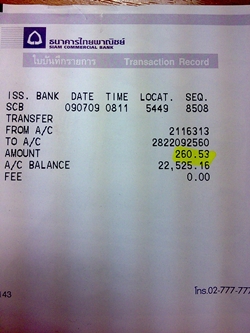 ธนาคารไทยพาณิชย์
SIAM COMMERCIAL BANK
ใบบันทึกรายการ Transaction Record
ISS. BANK DATE TIME LOCAT. SEQ.
SCB 090709 0811 5449 8508
TRANSFER
FROM A/C 2116313
TO A/C 2822092560
AMOUNT 260.53
A/C BALANCE 22,525.16
FEE 0.00
143 โทร.02-777-777